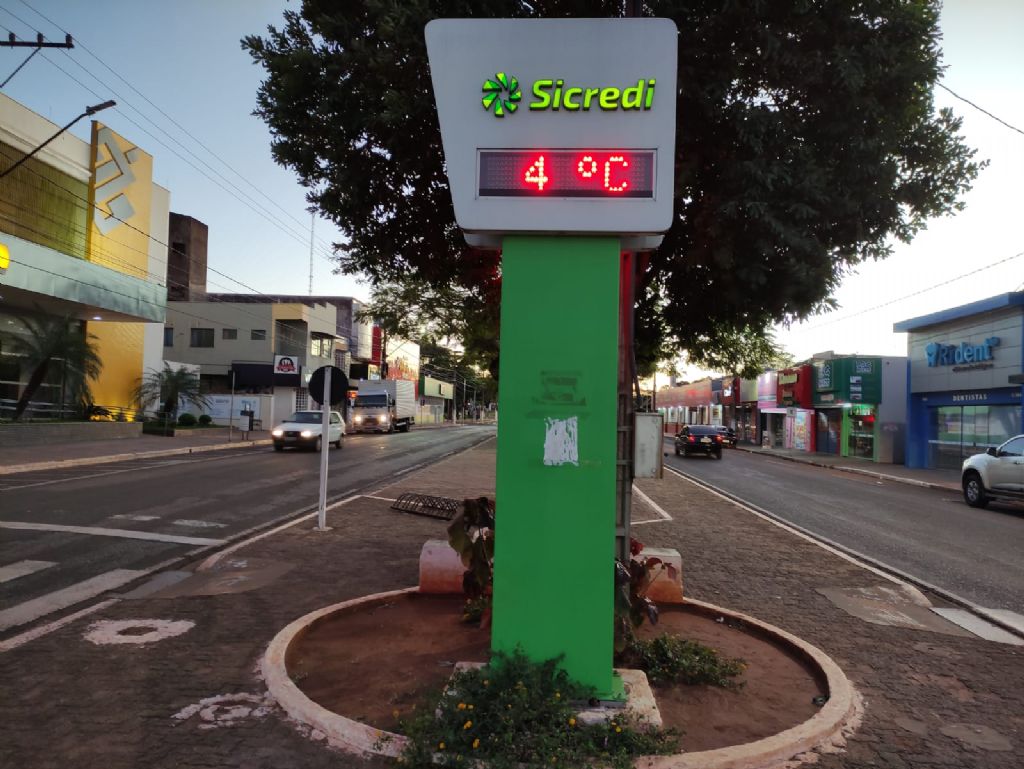 Sicredi
4 °C
Rident
DENTISTAS